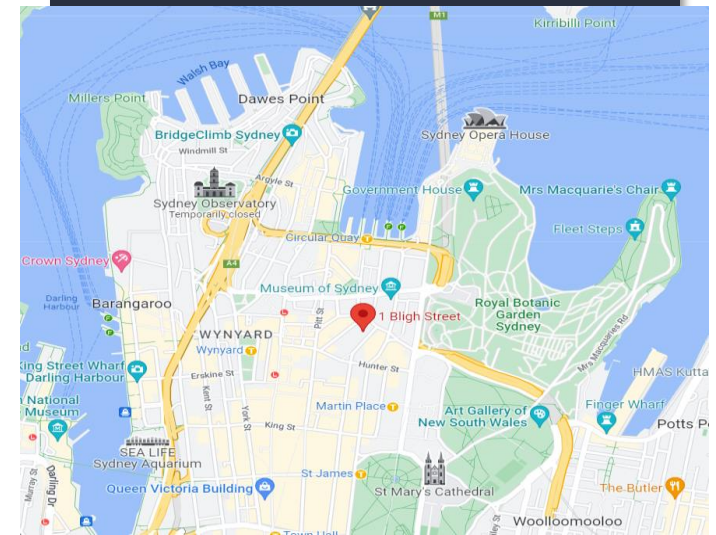 M1
Kirribilli Point
Walsh Bay
Millers Point
Dawes Point
BridgeClimb Sydney
Sydney Opera House
Windmill St
Argyle St
Government House
Mrs Macquarie's Chair
Sydney Observatory
Temporarily closed
Fleet Steps
Circular Quay
Crown Sydney
A4
Museum of Sydney
Darling
Harbour
Barangaroo
Royal Botanic
Garden
Sydney
1 Bligh Street
Pitt St
WYNYARD
Wynyard
Mrs Macquaries Rd
King Street Wharf
Darling Harbour
Erskine St
Hunter St
HMAS Kutta
n National
Museum
Kent St
York St
Martin Place
Art Gallery of
New South Wales
Finger Wharf
King St
Potts P
SEA LIFE
Sydney Aquarium
St James
St Mary's Cathedral
Queen Victoria Building
The Butler
Murray St
Woolloomooloo
Town Hall